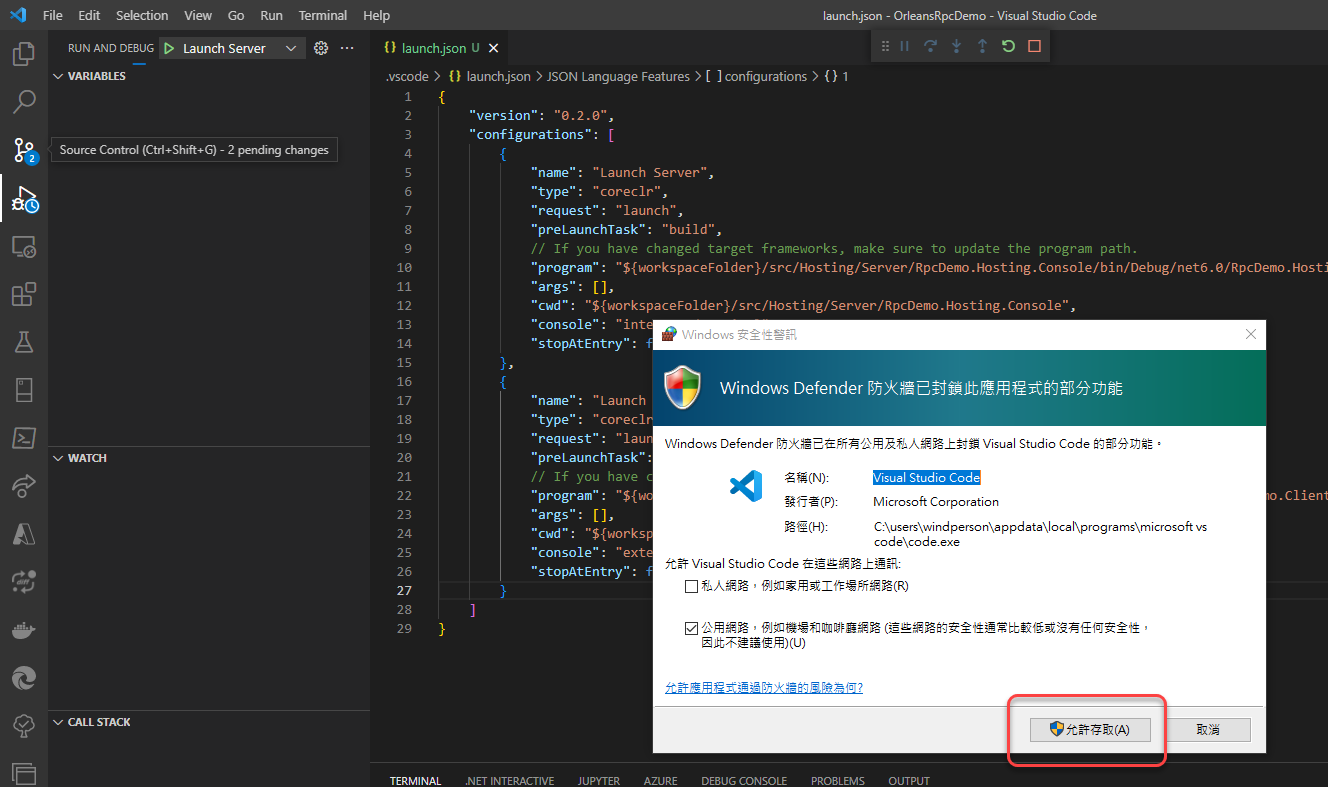 File Edit Selection View Go Run Terminal Help
launch.json - OrleansRpcDemo - Visual Studio Code
RUN AND DEBUG
Launch Server
VARIABLES
2
Source Control (Ctrl+Shift+G) - 2 pending changes
WATCH
CALL STACK
{} launch.json U
.vscode > {} launch.json > JSON Language Features > [ ] configurations > {} 1
1 {
2 "version": "0.2.0",
3 "configurations": [
4 {
5 "name": "Launch Server",
6 "type": "coreclr",
7 "request": "launch",
8 "preLaunchTask": "build",
9 // If you have changed target frameworks, make sure to update the program path.
10 "program": "${workspaceFolder}/src/Hosting/Server/RpcDemo.Hosting.Console/bin/Debug/net6.0/RpcDemo.Hosti
11 "args": [],
12 "cwd": "${workspaceFolder}/src/Hosting/Server/RpcDemo.Hosting.Console",
13 "console": "inte
14 "stopAtEntry": f
15 },
16 {
17 "name": "Launch
18 "type": "coreclr
19 "request": "laun
20 "preLaunchTask":
21 // If you have c
22 "program": "${wo mo.Client
23 "args": [],
24 "cwd": "${worksp
25 "console": "exte
26 "stopAtEntry": f
27 }
28 ]
29 }
Windows 安全性警訊
Windows Defender 防火牆已封鎖此應用程式的部分功能
Windows Defender 防火牆已在所有公用及私人網路上封鎖 Visual Studio Code 的部分功能。
名稱(N): Visual Studio Code
發行者(P): Microsoft Corporation
路徑(H): C:\users\windperson\appdata\local\programs\microsoft vs
code\code.exe
允許 Visual Studio Code 在這些網路上通訊:
私人網路，例如家用或工作場所網路(R)
公用網路，例如機場和咖啡廳網路 (這些網路的安全性通常比較低或沒有任何安全性，
因此不建議使用)(U)
允許應用程式通過防火牆的風險為何?
允許存取(A)
取消
TERMINAL .NET INTERACTIVE JUPYTER AZURE DEBUG CONSOLE PROBLEMS OUTPUT